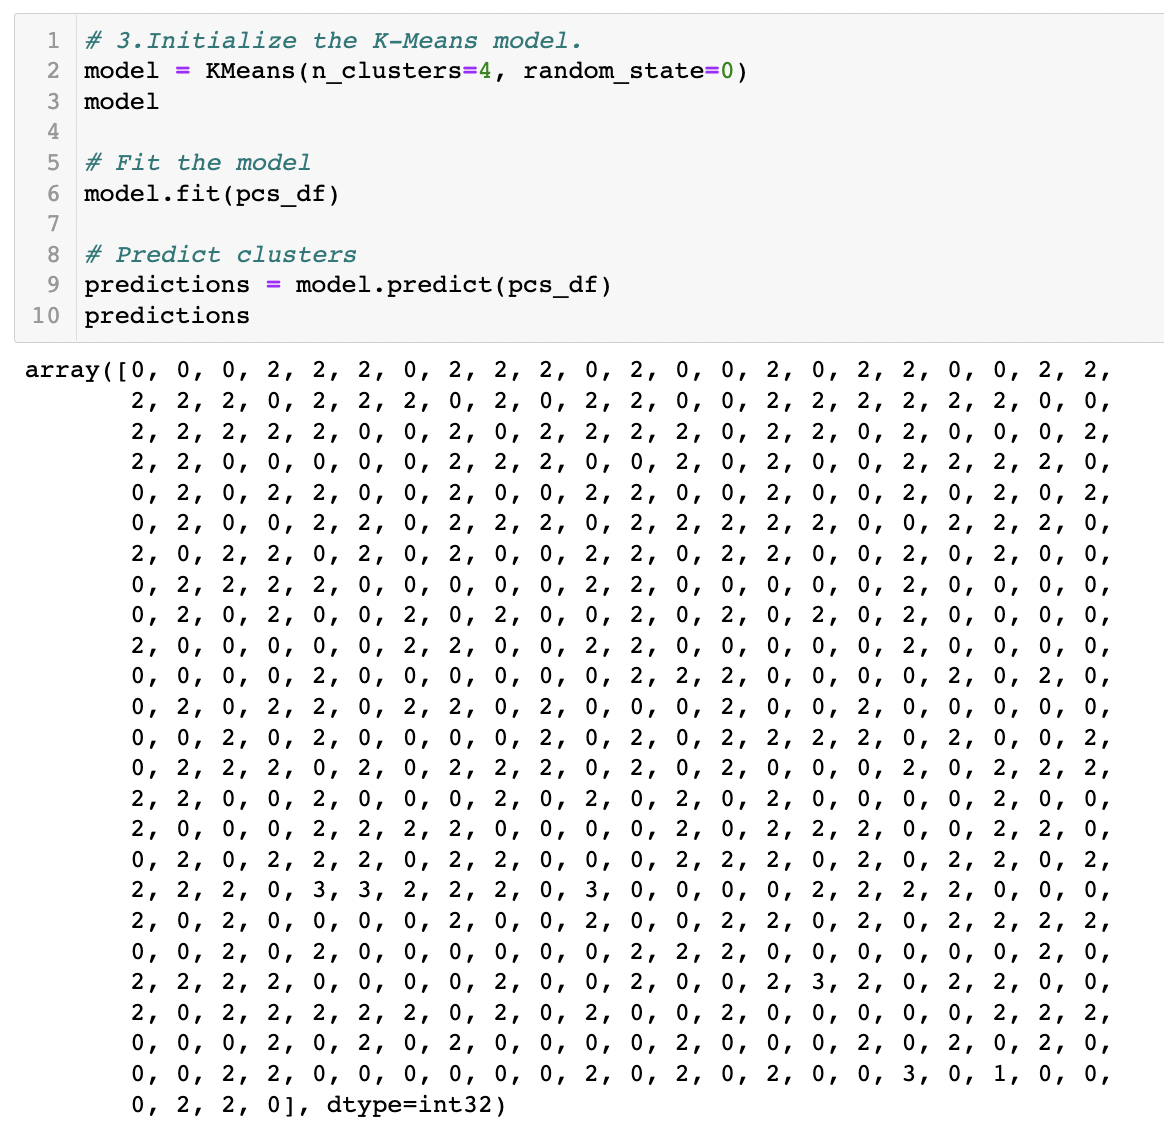 1 # 3.Initialize the K-Means model.
2 model = KMeans(n_clusters=4, random_state=0)
3 model
4
5 # Fit the model
6 model.fit(pcs_df)
7
8 # Predict clusters
9 predictions = model.predict(pcs_df)
10 predictions
array([0, 0, 0, 2, 2, 2, 0, 2, 2, 2, 0, 2, 0, 0, 2, 0, 2, 2, 0, 0, 2, 2,
2, 2, 2, 0, 2, 2, 2, 0, 2, 0, 2, 2, 0, 0, 2, 2, 2, 2, 2, 2, 0, 0,
2, 2, 2, 2, 2, 0, 0, 2, 0, 2, 2, 2, 2, 0, 2, 2, 0, 2, 0, 0, 0, 2,
2, 2, 0, 0, 0, 0, 0, 2, 2, 2, 0, 0, 2, 0, 2, 0, 0, 2, 2, 2, 2, 0,
0, 2, 0, 2, 2, 0, 0, 2, 0, 0, 2, 2, 0, 0, 2, 0, 0, 2, 0, 2, 0, 2,
0, 2, 0, 0, 2, 2, 0, 2, 2, 2, 0, 2, 2, 2, 2, 2, 0, 0, 2, 2, 2, 0,
2, 0, 2, 2, 0, 2, 0, 2, 0, 0, 2, 2, 0, 2, 2, 0, 0, 2, 0, 2, 0, 0,
0, 2, 2, 2, 2, 0, 0, 0, 0, 0, 2, 2, 0, 0, 0, 0, 0, 2, 0, 0, 0, 0,
0, 2, 0, 2, 0, 0, 2, 0, 2, 0, 0, 2, 0, 2, 0, 2, 0, 2, 0, 0, 0, 0,
2, 0, 0, 0, 0, 0, 2, 2, 0, 0, 2, 2, 0, 0, 0, 0, 0, 2, 0, 0, 0, 0,
0, 0, 0, 0, 2, 0, 0, 0, 0, 0, 0, 2, 2, 2, 0, 0, 0, 0, 2, 0, 2, 0,
0, 2, 0, 2, 2, 0, 2, 2, 0, 2, 0, 0, 0, 2, 0, 0, 2, 0, 0, 0, 0, 0,
0, 0, 2, 0, 2, 0, 0, 0, 0, 2, 0, 2, 0, 2, 2, 2, 2, 0, 2, 0, 0, 2,
0, 2, 2, 2, 0, 2, 0, 2, 2, 2, 0, 2, 0, 2, 0, 0, 0, 2, 0, 2, 2, 2,
2, 2, 0, 0, 2, 0, 0, 0, 2, 0, 2, 0, 2, 0, 2, 0, 0, 0, 0, 2, 0, 0,
2, 0, 0, 0, 2, 2, 2, 2, 0, 0, 0, 0, 2, 0, 2, 2, 2, 0, 0, 2, 2, 0,
0, 2, 0, 2, 2, 2, 0, 2, 2, 0, 0, 0, 2, 2, 2, 0, 2, 0, 2, 2, 0, 2,
2, 2, 2, 0, 3, 3, 2, 2, 2, 0, 3, 0, 0, 0, 0, 2, 2, 2, 2, 0, 0, 0,
2, 0, 2, 0, 0, 0, 0, 2, 0, 0, 2, 0, 0, 2, 2, 0, 2, 0, 2, 2, 2, 2,
0, 0, 2, 0, 2, 0, 0, 0, 0, 0, 0, 2, 2, 2, 0, 0, 0, 0, 0, 0, 2, 0,
2, 2, 2, 2, 0, 0, 0, 0, 2, 0, 0, 2, 0, 0, 2, 3, 2, 0, 2, 2, 0, 0,
2, 0, 2, 2, 2, 2, 2, 0, 2, 0, 2, 0, 0, 2, 0, 0, 0, 0, 0, 2, 2, 2,
0, 0, 0, 2, 0, 2, 0, 2, 0, 0, 0, 0, 2, 0, 0, 0, 2, 0, 2, 0, 2, 0,
0, 0, 2, 2, 0, 0, 0, 0, 0, 0, 2, 0, 2, 0, 2, 0, 0, 3, 0, 1, 0, 0,
0, 2, 2, 0], dtype=int32)